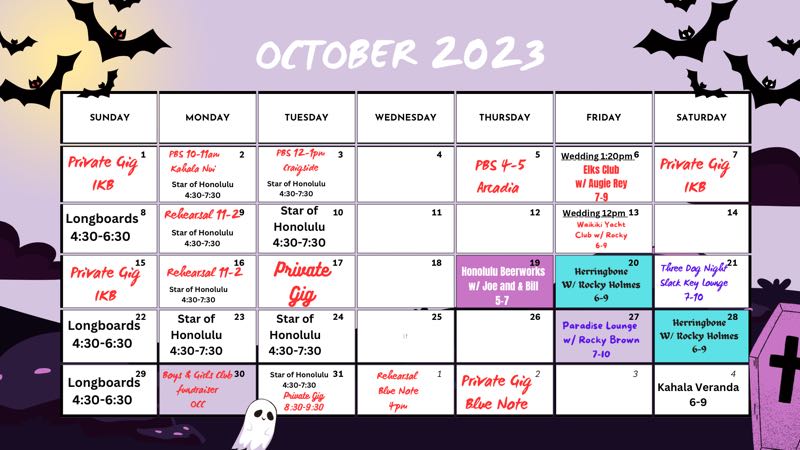 OCTOBER 2023
SUNDAY MONDAY TUESDAY WEDNESDAY THURSDAY FRIDAY SATURDAY
1
Private Gig
IKB
2
PBS 10-11am
Kahala Nui
Star of Honolulu
4:30-7:30
3
PBS 12-1pm
Craigside
Star of Honolulu
4:30-7:30
4
5
PBS 4-5
Arcadia
6
Wedding 1:20pm
Elks Club
w/ Augie Rey
7-9
7
Private Gig
IKB
8
Longboards
4:30-6:30
9
Rehearsal 11-2
Star of Honolulu
4:30-7:30
10
Star of
Honolulu
4:30-7:30
11
12
13
Wedding 12pm
Waikiki Yacht
Club w/ Rocky
6-9
14
15
Private Gig
IKB
16
Rehearsal 11-2
Star of Honolulu
4:30-7:30
17
Private
Gig
18
19
Honolulu Beerworks
w/ Joe and & Bill
5-7
20
Herringbone
W/ Rocky Holmes
6-9
21
Three Dag Night
Slack Key Lounge
7-10
22
Longboards
4:30-6:30
23
Star of
Honolulu
4:30-7:30
24
Star of
Honolulu
4:30-7:30
25
26
27
Paradise Lounge
w/ Rocky Brown
7-10
28
Herringbone
W/ Rocky Holmes
6-9
29
Longboards
4:30-6:30
30
Boys & Girls Club
fundraiser
OCC
31
Star of Honolulu
4:30-7:30
Private Gig
8:30-9:30
1
Rehearsal
Blue Note
4pm
2
Private Gig
Blue Note
3
4
Kahala Veranda
6-9